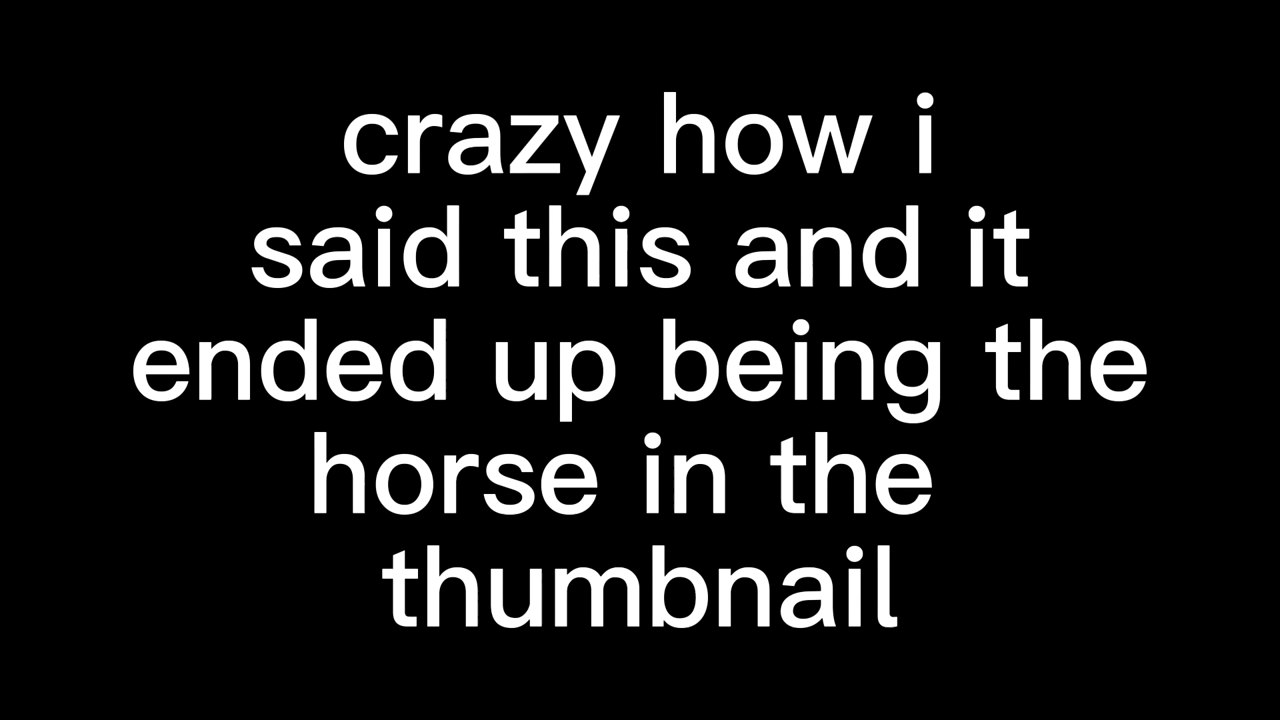 crazy how i
said this and it
ended up being the
horse in the
thumbnail